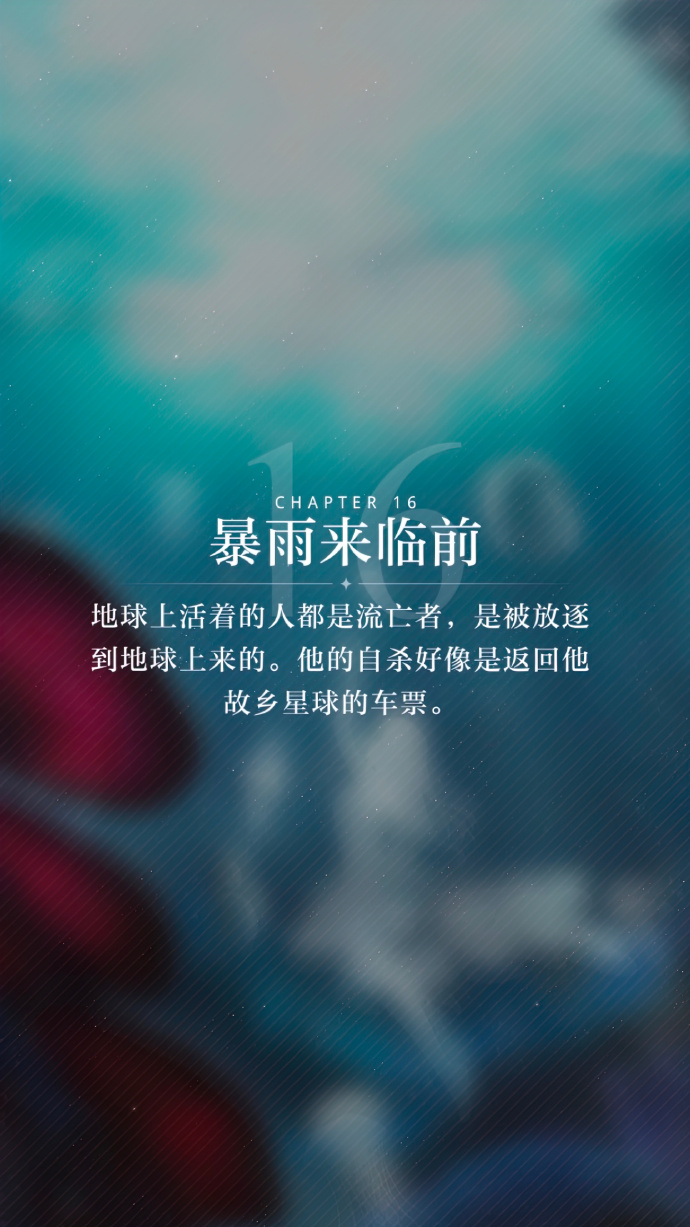 16
CHAPTER 16
暴雨来临前
地球上活着的人都是流亡者，是被放逐
到地球上来的。他的自杀好像是返回他
故乡星球的车票。